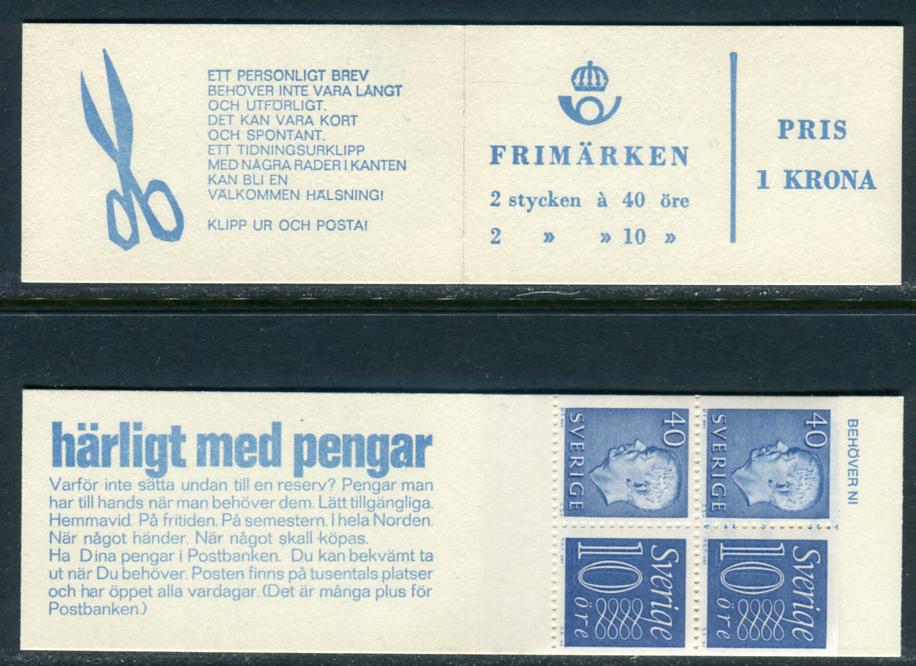 ETT PERSONLIGT BREV
BEHÖVER INTE VARA LÅNGT
OCH UTFÖRLIGT.
DET KAN VARA KORT
OCH SPONTANT.
ETT TIDNINGSURKLIPP
MED NÅGRA RADER I KANTEN
KAN BLI EN
VÄLKOMMEN HÄLSNING!
KLIPP UR OCH POSTA!
FRIMÄRKEN
2 stycken à 40 öre
2 » » 10 »
PRIS
1 KRONA
härligt med pengar
Varför inte sätta undan till en reserv? Pengar man
har till hands när man behöver dem. Lätt tillgängliga.
Hemmavid. På fritiden. På semestern. I hela Norden.
När något händer. När något skall köpas.
Ha Dina pengar i Postbanken. Du kan bekvämt ta
ut när Du behöver. Posten finns på tusentals platser
och har öppet alla vardagar. (Det är många plus för
Postbanken.)
40
SVERIGE
40
SVERIGE
Sverige
10
öre
Sverige
10
öre
BEHÖVER NI